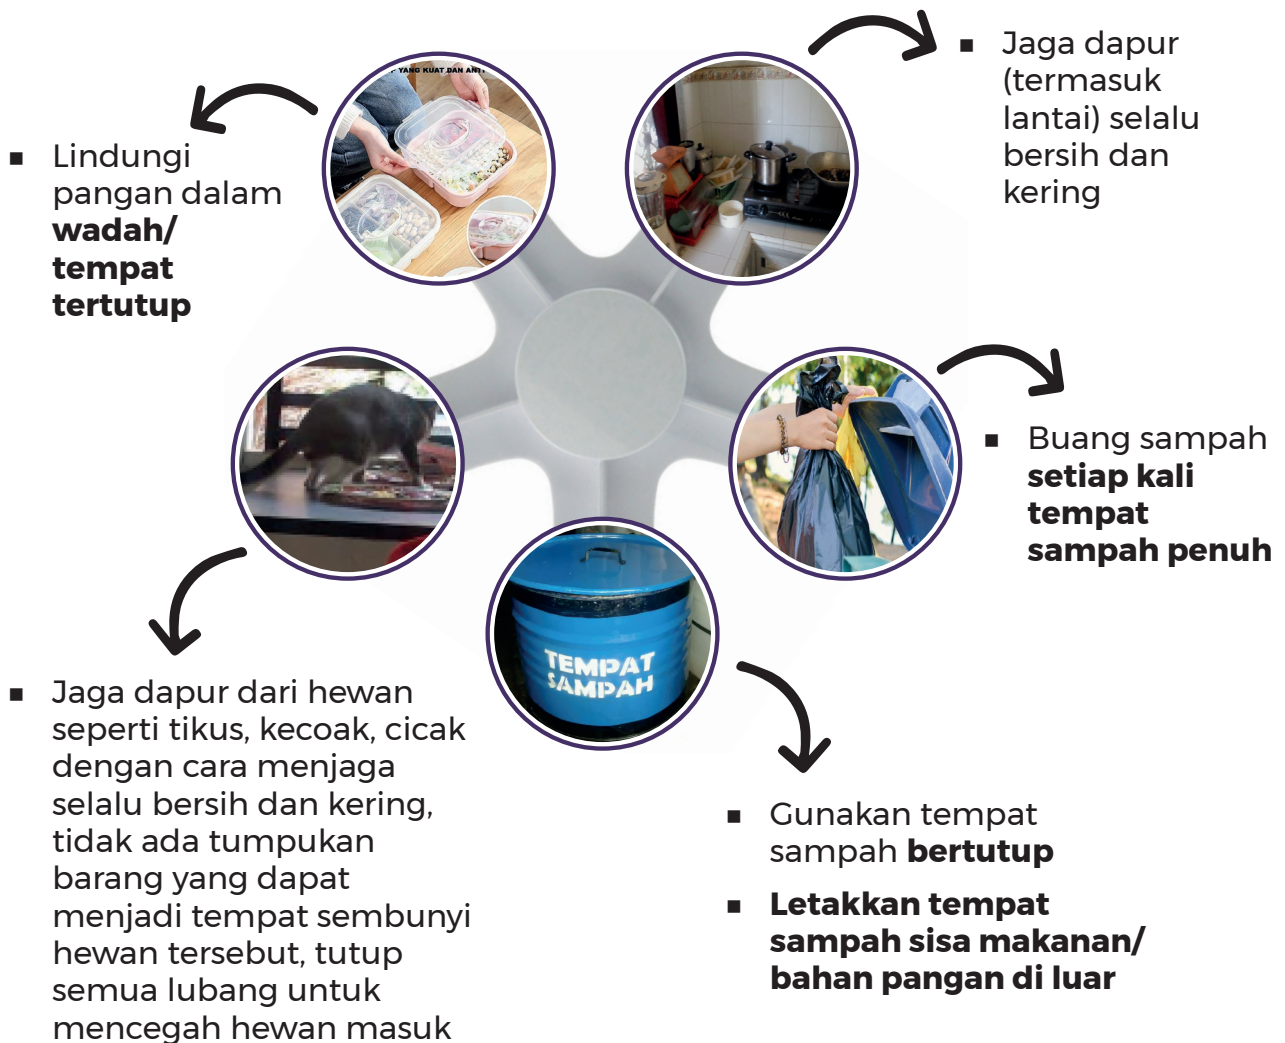 YANG KUAT DAN
■ Lindungi
pangan dalam
wadah/
tempat
tertutup
■ Jaga dapur
(termasuk
lantai) selalu
bersih dan
kering
■ Buang sampah
setiap kali
tempat
sampah penuh
TEMPAT
SAMPAH
■ Gunakan tempat
sampah bertutup
■ Letakkan tempat
sampah sisa makanan/
bahan pangan di luar
■ Jaga dapur dari hewan
seperti tikus, kecoak, cicak
dengan cara menjaga
selalu bersih dan kering,
tidak ada tumpukan
barang yang dapat
menjadi tempat sembunyi
hewan tersebut, tutup
semua lubang untuk
mencegah hewan masuk